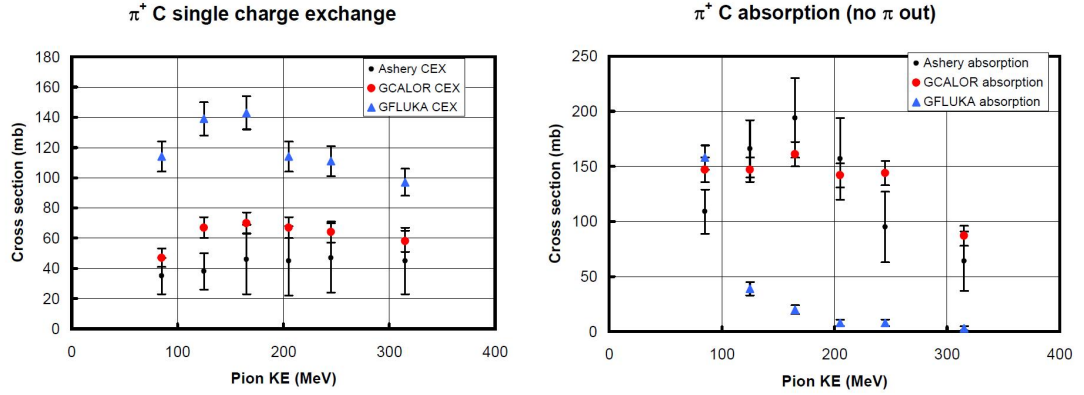 π⁺ C single charge exchange
180
160
140
120
100
80
60
40
20
0
0
100
200
300
400
Cross section (mb)
Pion KE (MeV)
Ashery CEX
GCALOR CEX
GFLUKA CEX
π⁺ C absorption (no π out)
250
200
150
100
50
0
0
100
200
300
400
Cross section (mb)
Pion KE (MeV)
Ashery absorption
GCALOR absorption
GFLUKA absorption